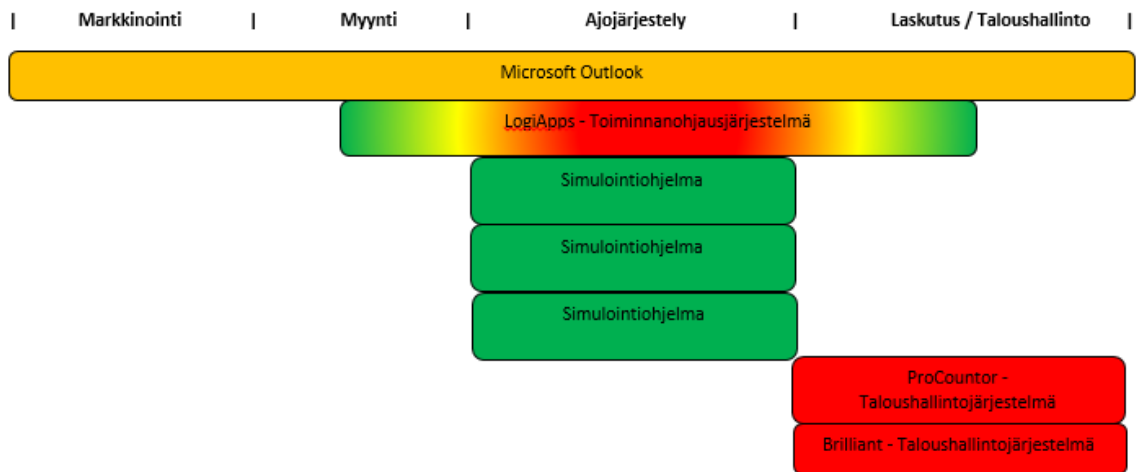 | Markkinointi | Myynti | Ajojärjestely | Laskutus / Taloushallinto |
Microsoft Outlook
LogiApps - Toiminnanohjausjärjestelmä
Simulointiohjelma
Simulointiohjelma
Simulointiohjelma
ProCountor -
Taloushallintojärjestelmä
Brilliant - Taloushallintojärjestelmä